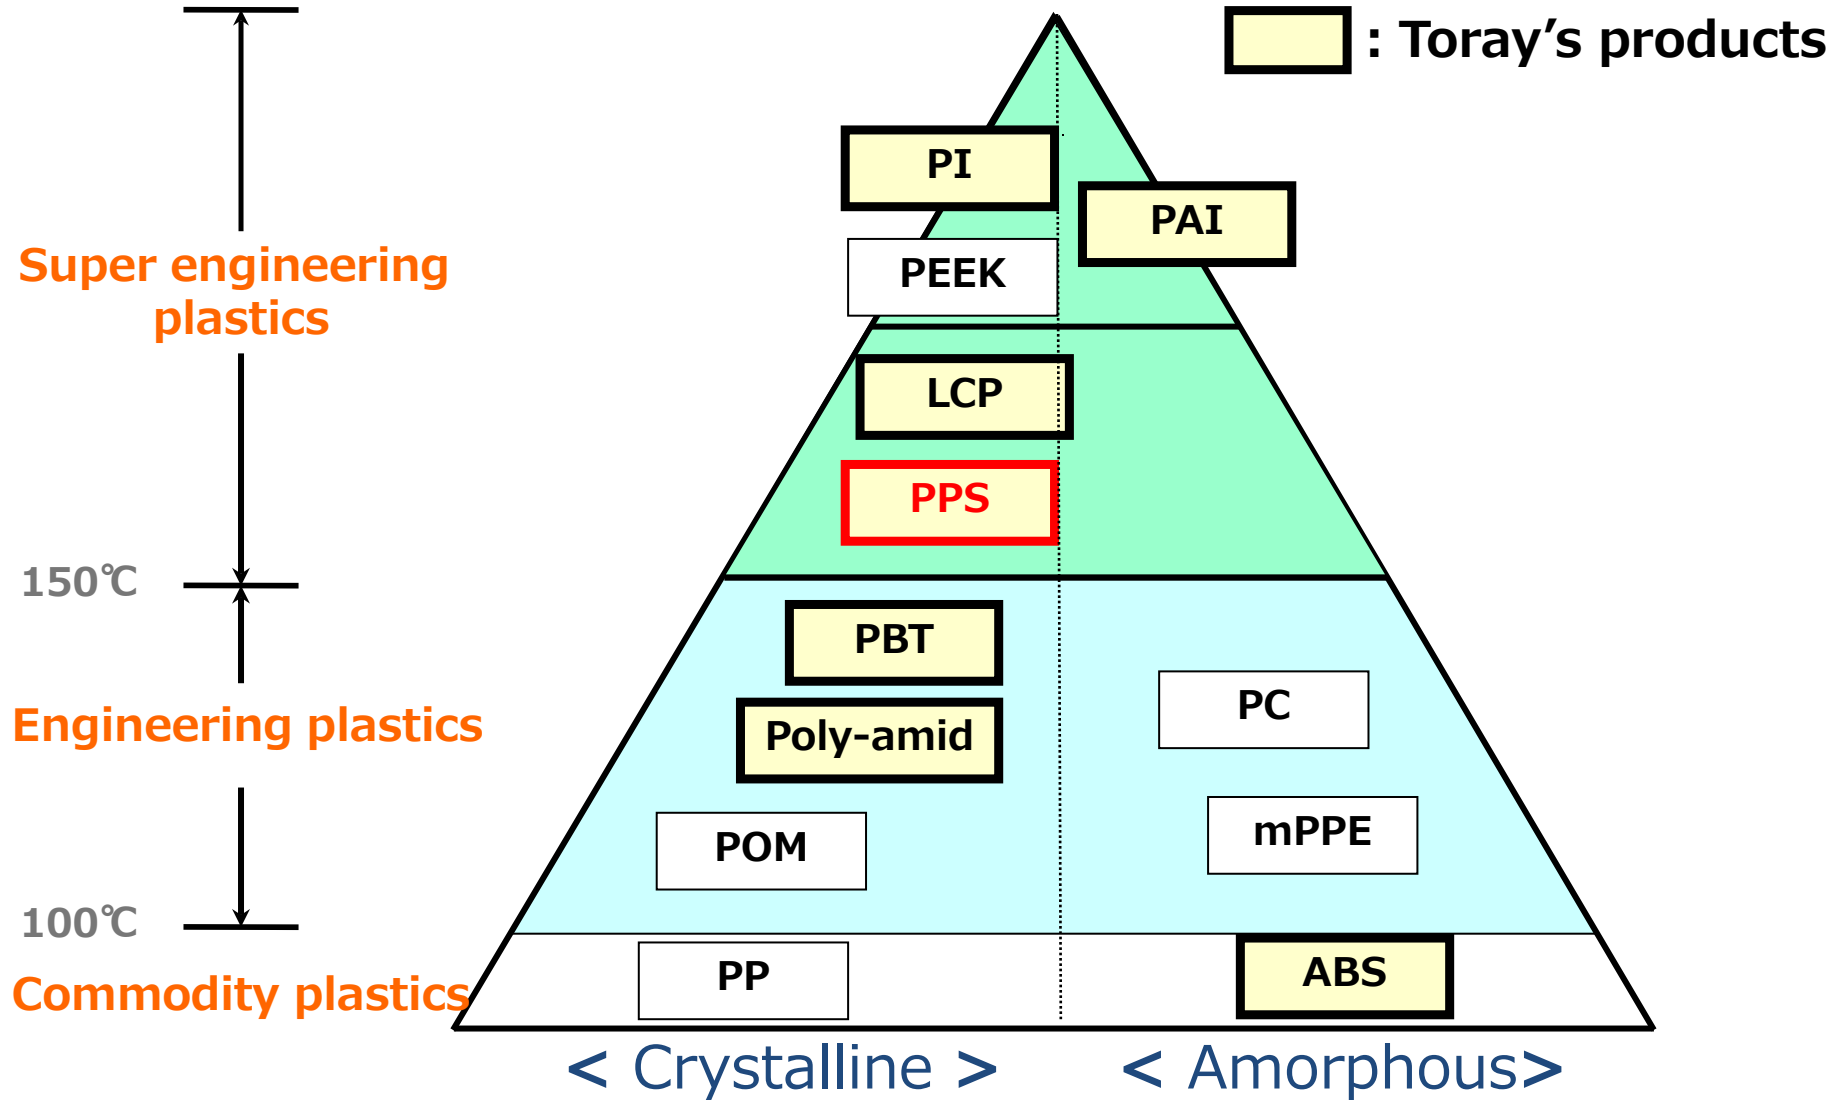 : Toray’s products
PI
PAI
Super engineering
plastics
PEEK
LCP
PPS
150℃
PBT
PC
Engineering plastics
Poly-amid
mPPE
POM
100℃
Commodity plastics
PP
ABS
< Crystalline >
< Amorphous>